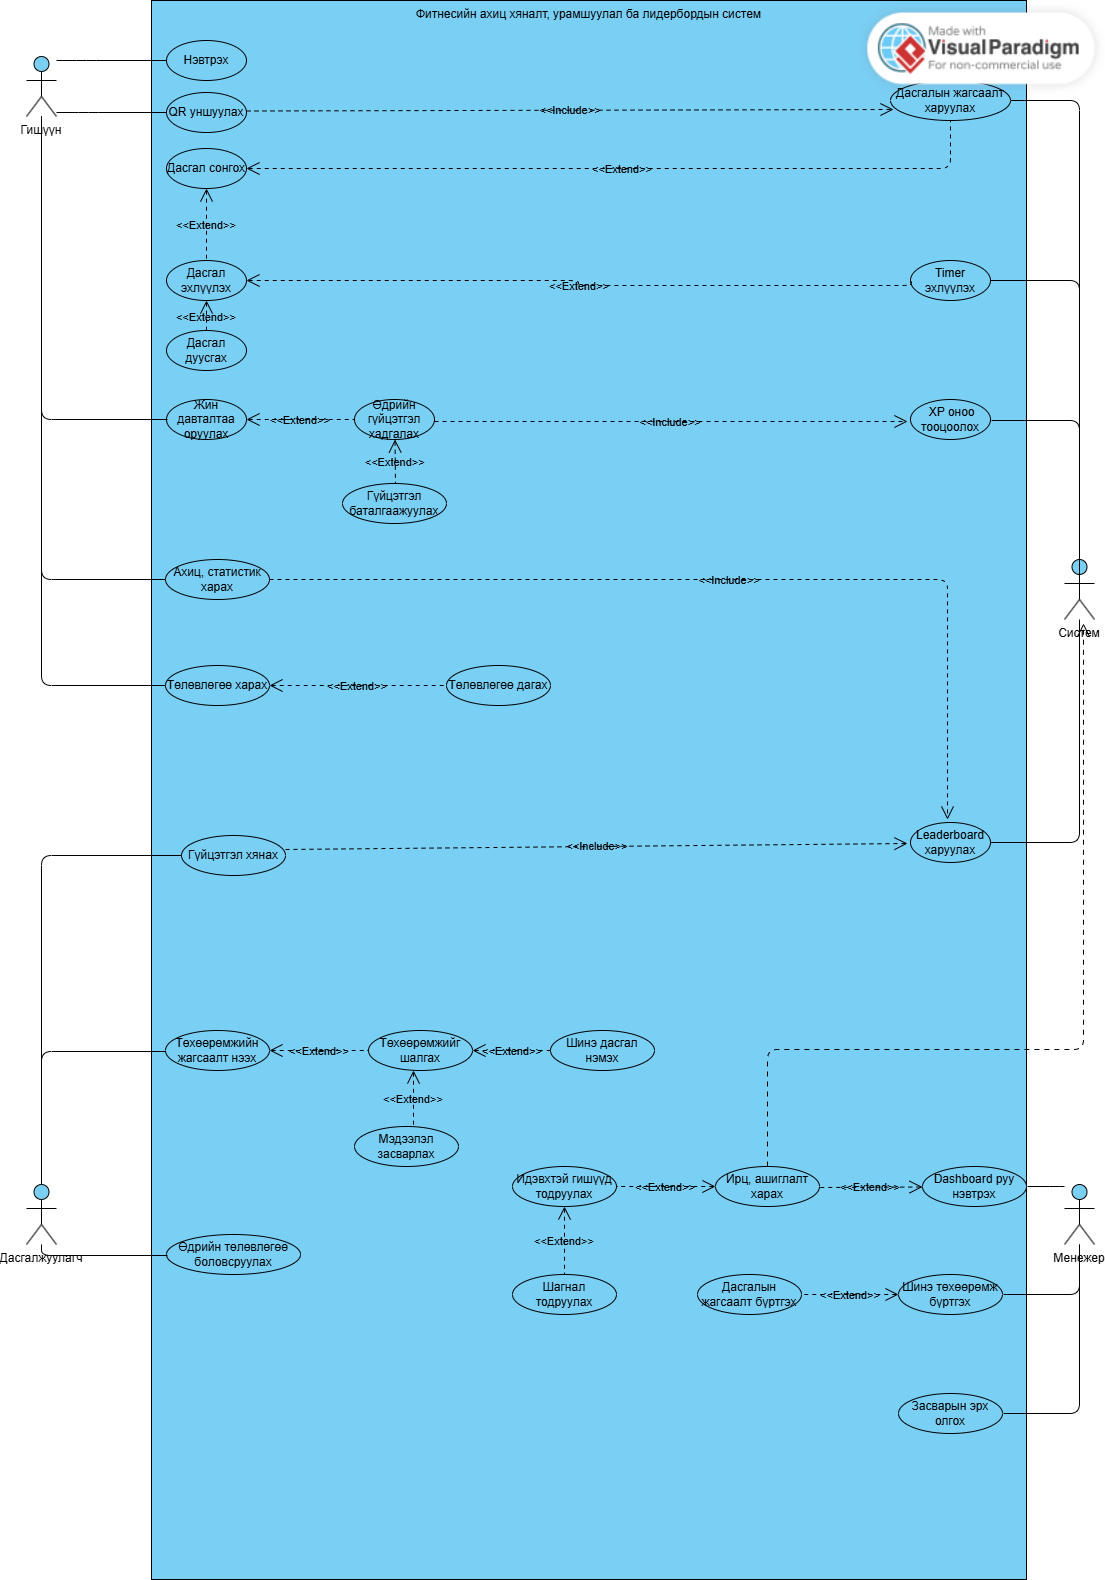 Фитнесийн ахиц хяналт, урамшуулал ба лидербордын систем
Made with
Visual Paradigm
For non-commercial use
Нэвтрэх
Гишүүн
QR уншуулах
<<Include>>
Дасгалын жагсаалт
харуулах
Дасгал сонгох
<<Extend>>
<<Extend>>
Дасгал
эхлүүлэх
<<Extend>>
Timer
эхлүүлэх
<<Extend>>
Дасгал
дуусгах
Жин
давталтаа
оруулах
<<Extend>>
Өдрийн
гүйцэтгэл
хадгалах
<<Include>>
XP оноо
тооцоолох
<<Extend>>
Гүйцэтгэл
баталгаажуулах
Ахиц, статистик
харах
<<Include>>
Систем
Төлөвлөгөө харах
<<Extend>>
Төлөвлөгөө дагах
Гүйцэтгэл хянах
<<Include>>
Leaderboard
харуулах
Төхөөрөмжийн
жагсаалт нээх
<<Extend>>
Төхөөрөмжийг
шалгах
<<Extend>>
Шинэ дасгал
нэмэх
<<Extend>>
Мэдээлэл
засварлах
Идэвхтэй гишүүд
тодруулах
<<Extend>>
Ирц, ашиглалт
харах
<<Extend>>
Dashboard руу
нэвтрэх
Дасгалжуулагч
Өдрийн төлөвлөгөө
боловсруулах
<<Extend>>
Менежер
Шагнал
тодруулах
Дасгалын
жагсаалт бүртгэх
<<Extend>>
Шинэ төхөөрөмж
бүртгэх
Засварын эрх
олгох